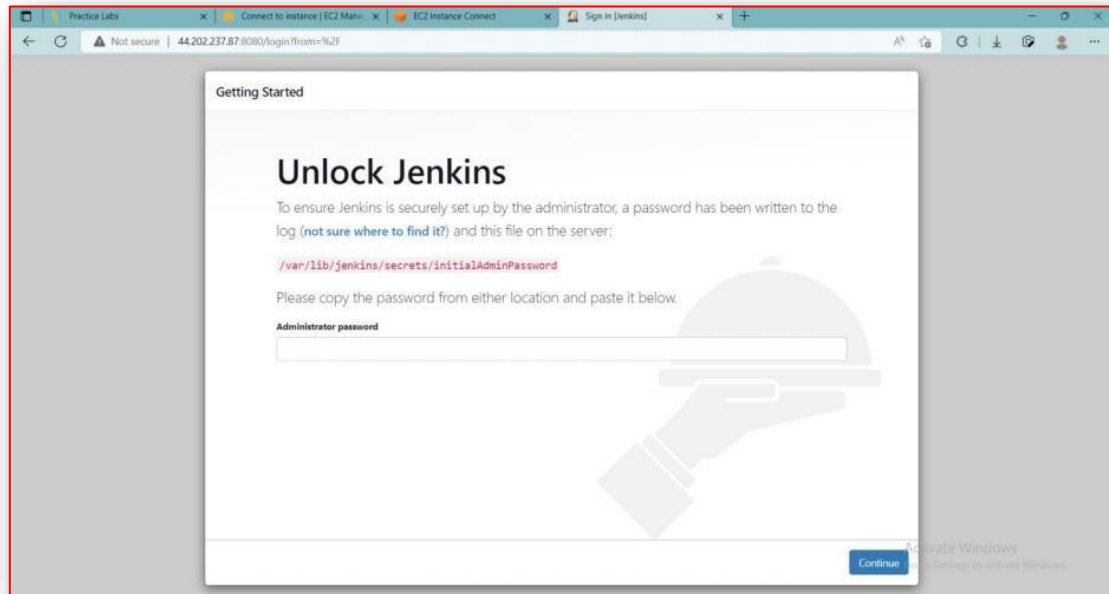 Practice Labs
Connect to instance | EC2 Mana
EC2 Instance Connect
Sign in [Jenkins]
Not secure | 44.202.237.87:8080/login?from=%2F
Getting Started
Unlock Jenkins
To ensure Jenkins is securely set up by the administrator, a password has been written to the
log (not sure where to find it?) and this file on the server:
/var/lib/jenkins/secrets/initialAdminPassword
Please copy the password from either location and paste it below.
Administrator password
Activate Windows
Continue
Settings to activate Windows.